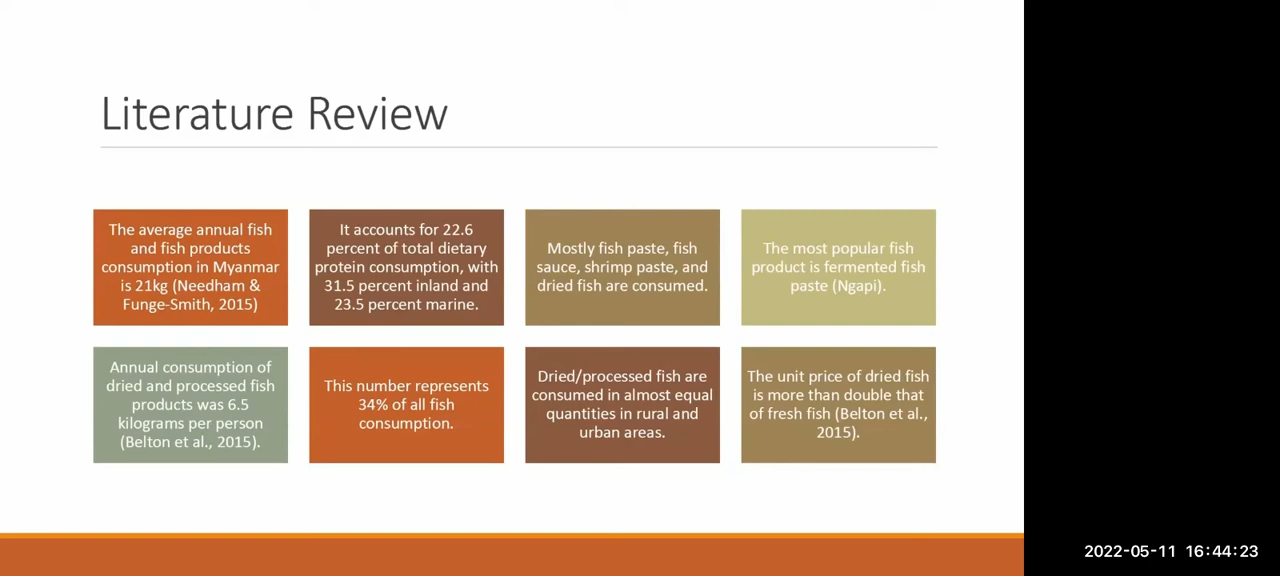 Literature Review
The average annual fish
and fish products
consumption in Myanmar
is 21kg (Needham &
Funge-Smith, 2015)
It accounts for 22.6
percent of total dietary
protein consumption, with
31.5 percent inland and
23.5 percent marine.
Mostly fish paste, fish
sauce, shrimp paste, and
dried fish are consumed.
The most popular fish
product is fermented fish
paste (Ngapi).
Annual consumption of
dried and processed fish
products was 6.5
kilograms per person
(Belton et al., 2015).
This number represents
34% of all fish
consumption.
Dried/processed fish are
consumed in almost equal
quantities in rural and
urban areas.
The unit price of dried fish
is more than double that
of fresh fish (Belton et al.,
2015).
2022-05-11 16:44:23